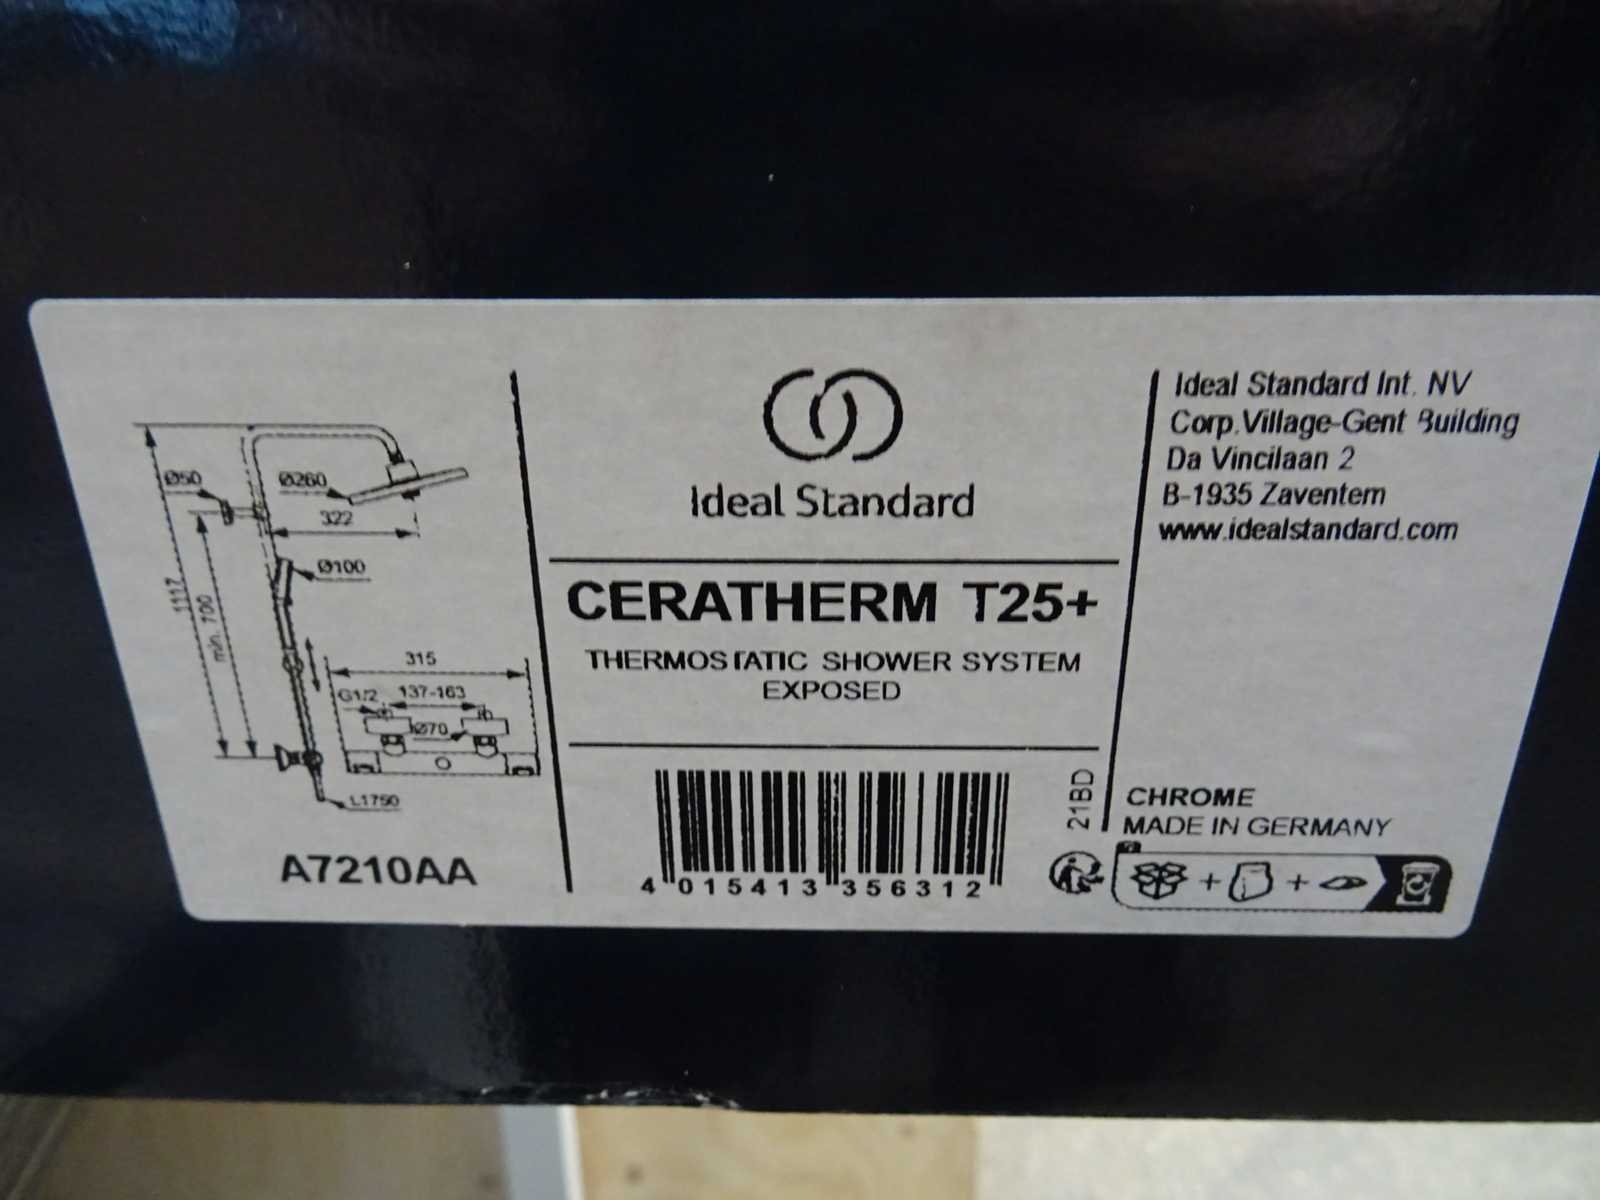 Ø50
Ø260
322
Ø100
1117
min. 700
315
G1/2
137-163
Ø70
L1750
A7210AA
Ideal Standard
CERATHERM T25+
THERMOSTATIC SHOWER SYSTEM
EXPOSED
4 015413 356312
21BD
Ideal Standard Int. NV
Corp.Village-Gent Building
Da Vincilaan 2
B-1935 Zaventem
www.idealstandard.com
CHROME
MADE IN GERMANY